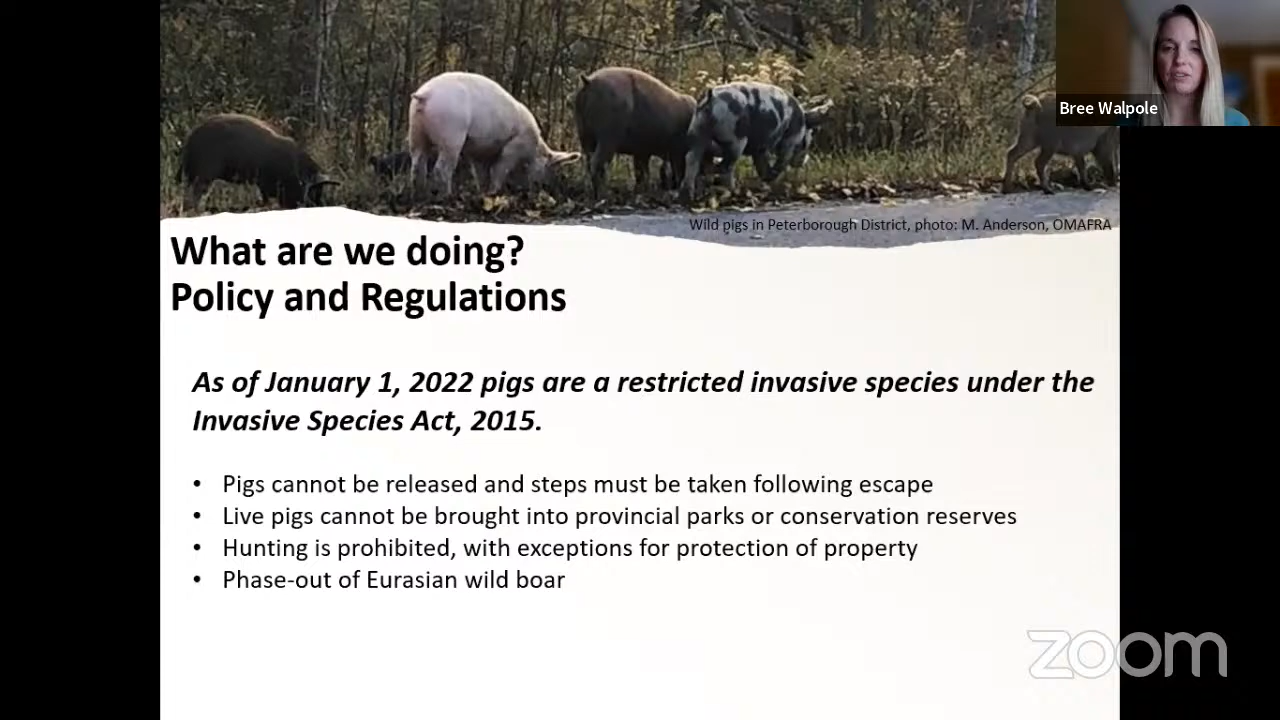 Bree Walpole
Wild pigs in Peterborough District, photo: M. Anderson, OMAFRA
What are we doing?
Policy and Regulations
As of January 1, 2022 pigs are a restricted invasive species under the
Invasive Species Act, 2015.
• Pigs cannot be released and steps must be taken following escape
• Live pigs cannot be brought into provincial parks or conservation reserves
• Hunting is prohibited, with exceptions for protection of property
• Phase-out of Eurasian wild boar
zoom